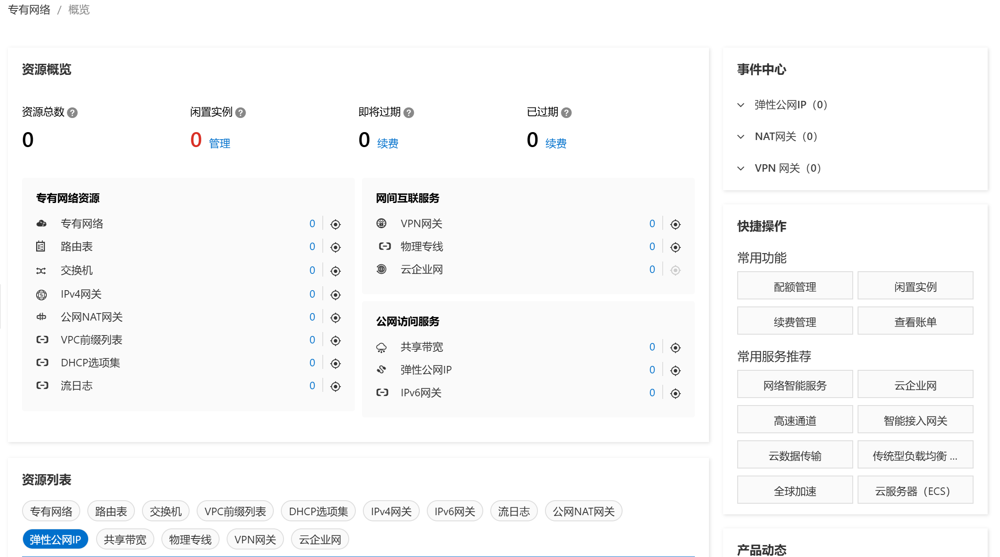 专有网络 / 概览
资源概览
资源总数
闲置实例
即将过期
已过期
0
0 管理
0 续费
0 续费
专有网络资源
专有网络 0
路由表 0
交换机 0
IPv4网关 0
公网NAT网关 0
VPC前缀列表 0
DHCP选项集 0
流日志 0
网间互联服务
VPN网关 0
物理专线 0
云企业网 0
公网访问服务
共享带宽 0
弹性公网IP 0
IPv6网关 0
资源列表
专有网络 路由表 交换机 VPC前缀列表 DHCP选项集 IPv4网关 IPv6网关 流日志 公网NAT网关
弹性公网IP 共享带宽 物理专线 VPN网关 云企业网
事件中心
弹性公网IP（0）
NAT网关（0）
VPN 网关（0）
快捷操作
常用功能
配额管理 闲置实例
续费管理 查看账单
常用服务推荐
网络智能服务 云企业网
高速通道 智能接入网关
云数据传输 传统型负载均衡 ...
全球加速 云服务器（ECS）
产品动态